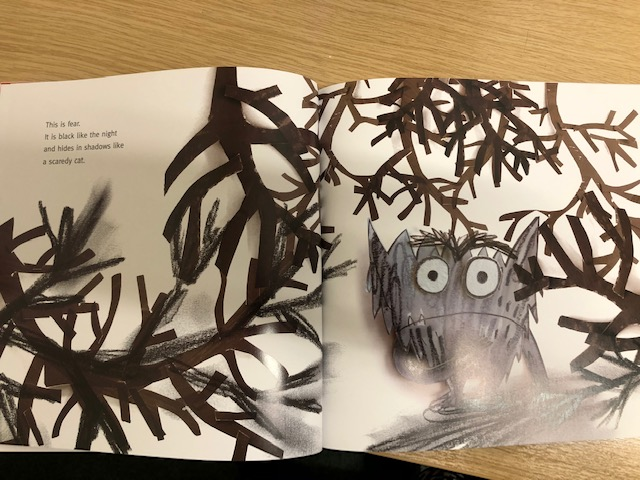 This is fear.
It is black like the night
and hides in shadows like
a scaredy cat.